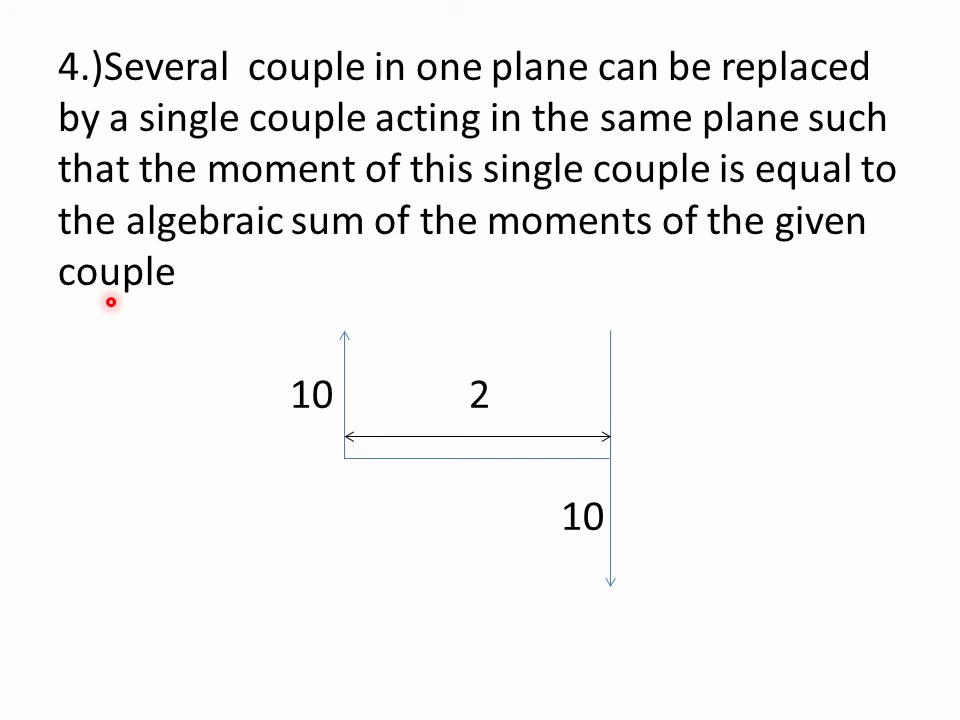 4.)Several couple in one plane can be replaced
by a single couple acting in the same plane such
that the moment of this single couple is equal to
the algebraic sum of the moments of the given
couple
10 2
10